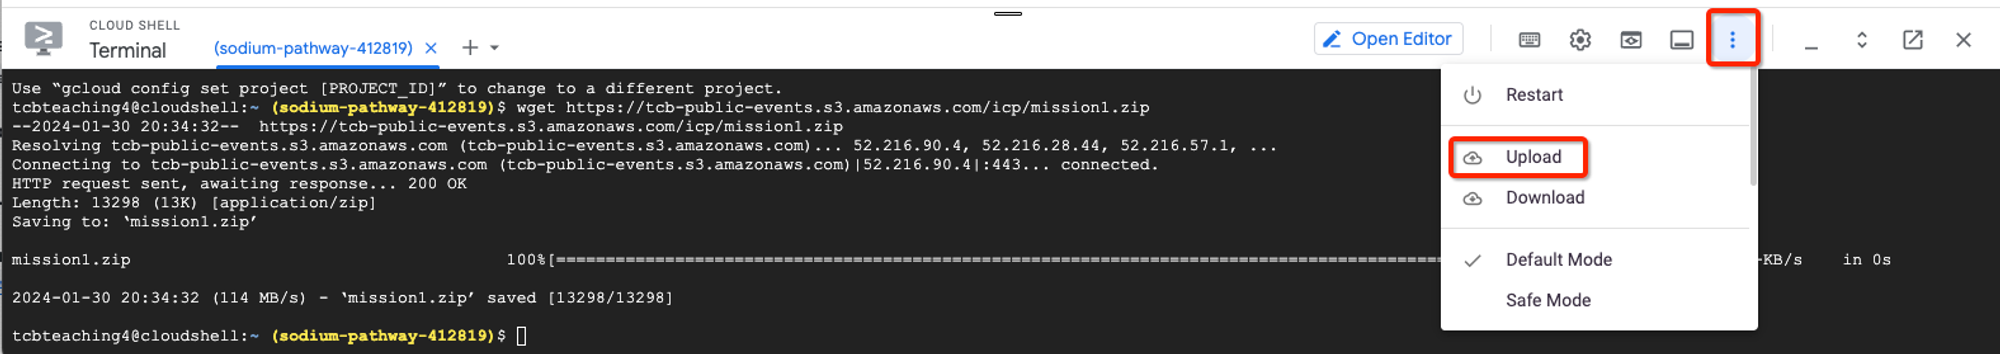 CLOUD SHELL
Terminal
(sodium-pathway-412819)
Open Editor
Use “gcloud config set project [PROJECT_ID]” to change to a different project.
tcbteaching4@cloudshell:~ (sodium-pathway-412819)$ wget https://tcb-public-events.s3.amazonaws.com/icp/mission1.zip
--2024-01-30 20:34:32--  https://tcb-public-events.s3.amazonaws.com/icp/mission1.zip
Resolving tcb-public-events.s3.amazonaws.com (tcb-public-events.s3.amazonaws.com)... 52.216.90.4, 52.216.28.44, 52.216.57.1, ...
Connecting to tcb-public-events.s3.amazonaws.com (tcb-public-events.s3.amazonaws.com)|52.216.90.4|:443... connected.
HTTP request sent, awaiting response... 200 OK
Length: 13298 (13K) [application/zip]
Saving to: ‘mission1.zip’
mission1.zip 100%[=========================================================================================> -KB/s in 0s
2024-01-30 20:34:32 (114 MB/s) - ‘mission1.zip’ saved [13298/13298]
tcbteaching4@cloudshell:~ (sodium-pathway-412819)$
Restart
Upload
Download
Default Mode
Safe Mode